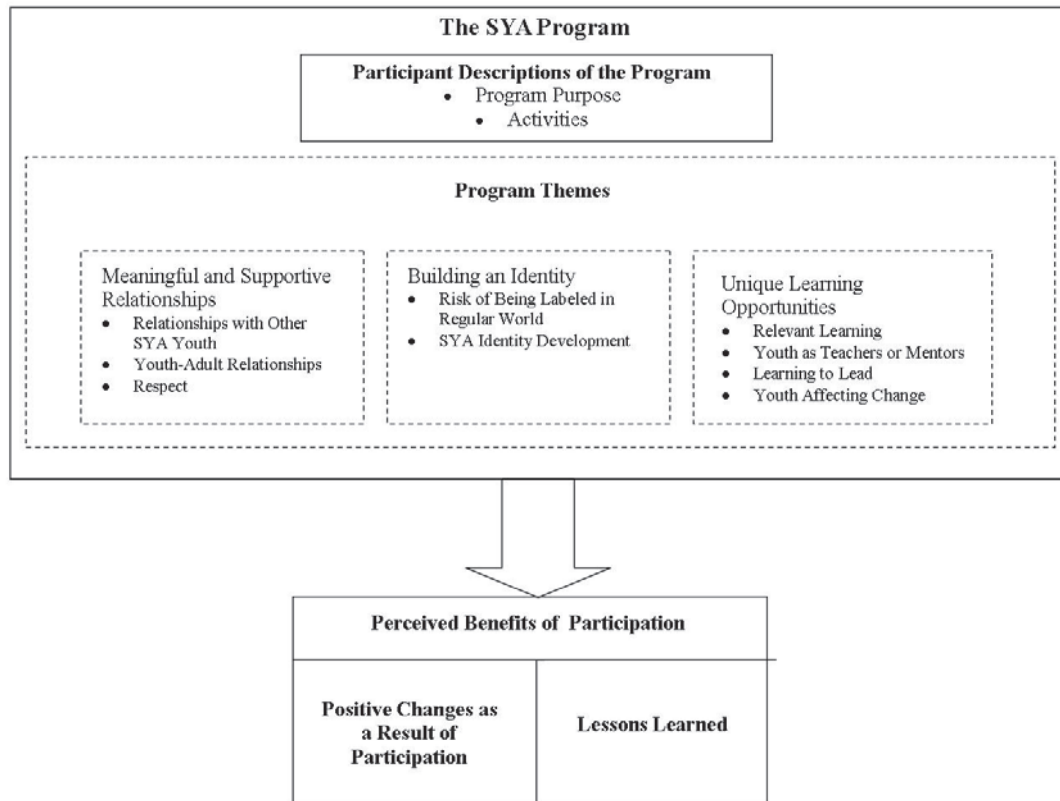 The SYA Program
Participant Descriptions of the Program
• Program Purpose
• Activities
Program Themes
Meaningful and Supportive
Relationships
• Relationships with Other
SYA Youth
• Youth-Adult Relationships
• Respect
Building an Identity
• Risk of Being Labeled in
Regular World
• SYA Identity Development
Unique Learning
Opportunities
• Relevant Learning
• Youth as Teachers or Mentors
• Learning to Lead
• Youth Affecting Change
Perceived Benefits of Participation
Positive Changes as
a Result of
Participation
Lessons Learned